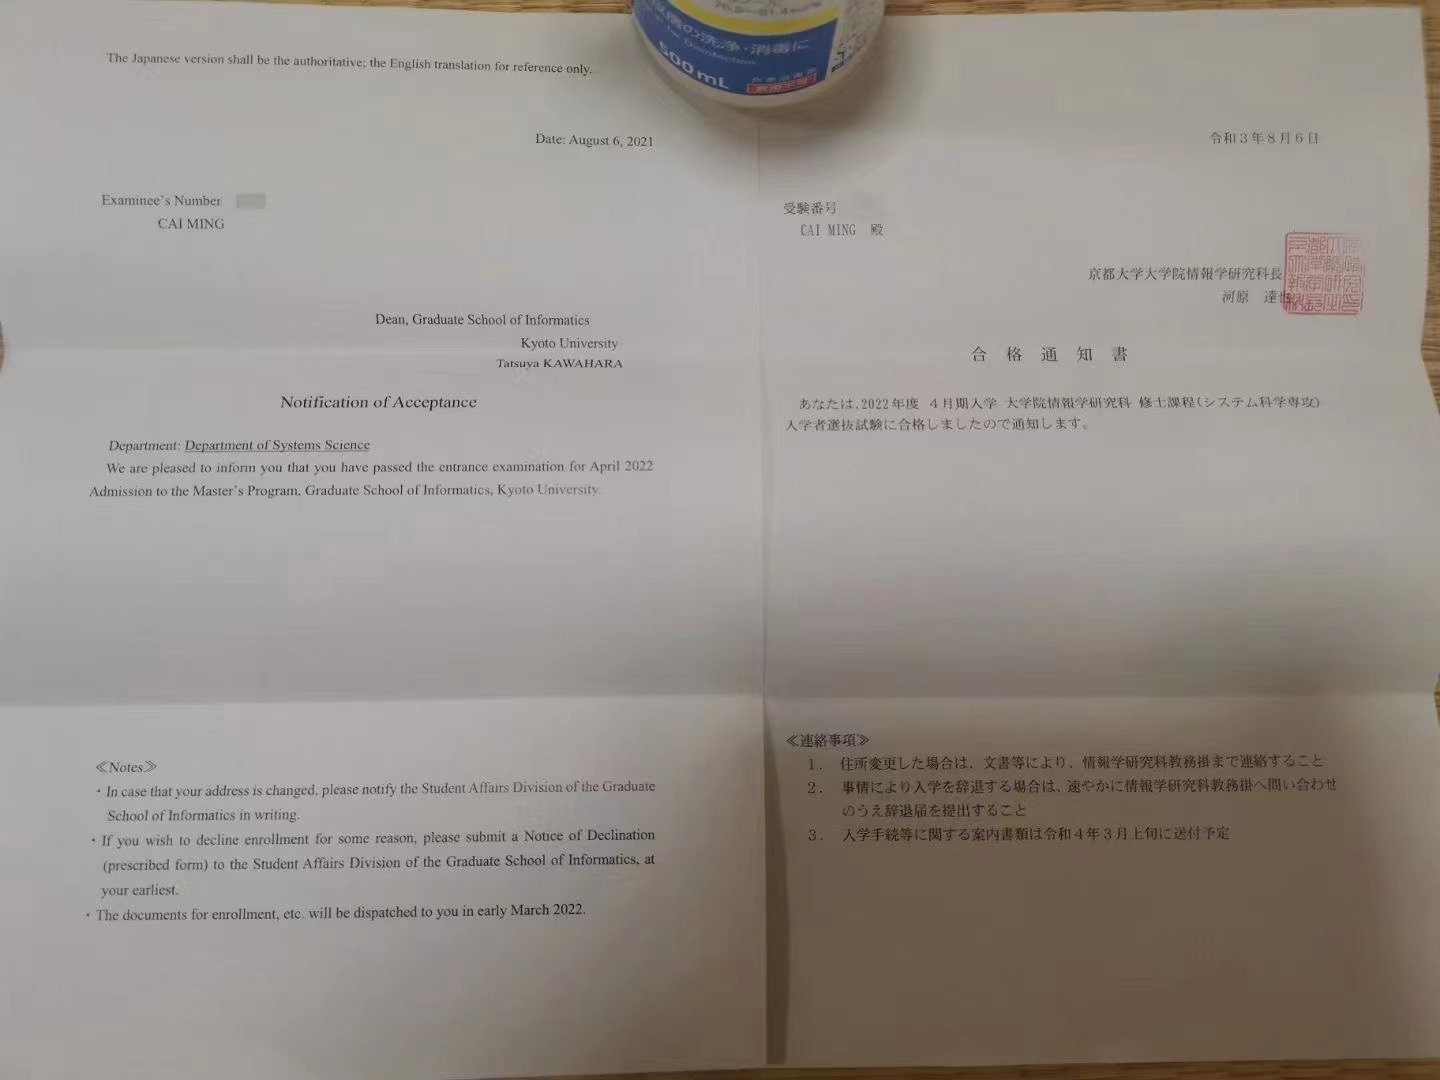 The Japanese version shall be the authoritative; the English translation for reference only.
Date: August 6, 2021
Examinee's Number
CAI MING
Dean, Graduate School of Informatics
Kyoto University
Tatsuya KAWAHARA
Notification of Acceptance
Department: Department of Systems Science
We are pleased to inform you that you have passed the entrance examination for April 2022
Admission to the Master's Program, Graduate School of Informatics, Kyoto University.
≪Notes≫
・In case that your address is changed, please notify the Student Affairs Division of the Graduate
School of Informatics in writing.
・If you wish to decline enrollment for some reason, please submit a Notice of Declination
(prescribed form) to the Student Affairs Division of the Graduate School of Informatics, at
your earliest.
・The documents for enrollment, etc. will be dispatched to you in early March 2022.
令和3年8月6日
受験番号
CAI MING 殿
京都大学大学院情報学研究科長
河原 達也
合格通知書
あなたは,2022年度 4月期入学 大学院情報学研究科 修士課程(システム科学専攻)
入学者選抜試験に合格しましたので通知します。
≪連絡事項≫
1. 住所変更した場合は、文書等により、情報学研究科教務掛まで連絡すること
2. 事情により入学を辞退する場合は、速やかに情報学研究科教務掛へ問い合わせ
のうえ辞退届を提出すること
3. 入学手続等に関する案内書類は令和4年3月上旬に送付予定
の洗浄・消毒に
500mL